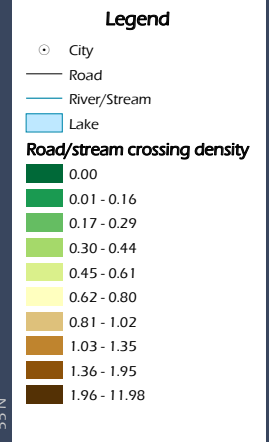 Legend
City
Road
River/Stream
Lake
Road/stream crossing density
0.00
0.01 - 0.16
0.17 - 0.29
0.30 - 0.44
0.45 - 0.61
0.62 - 0.80
0.81 - 1.02
1.03 - 1.35
1.36 - 1.95
1.96 - 11.98